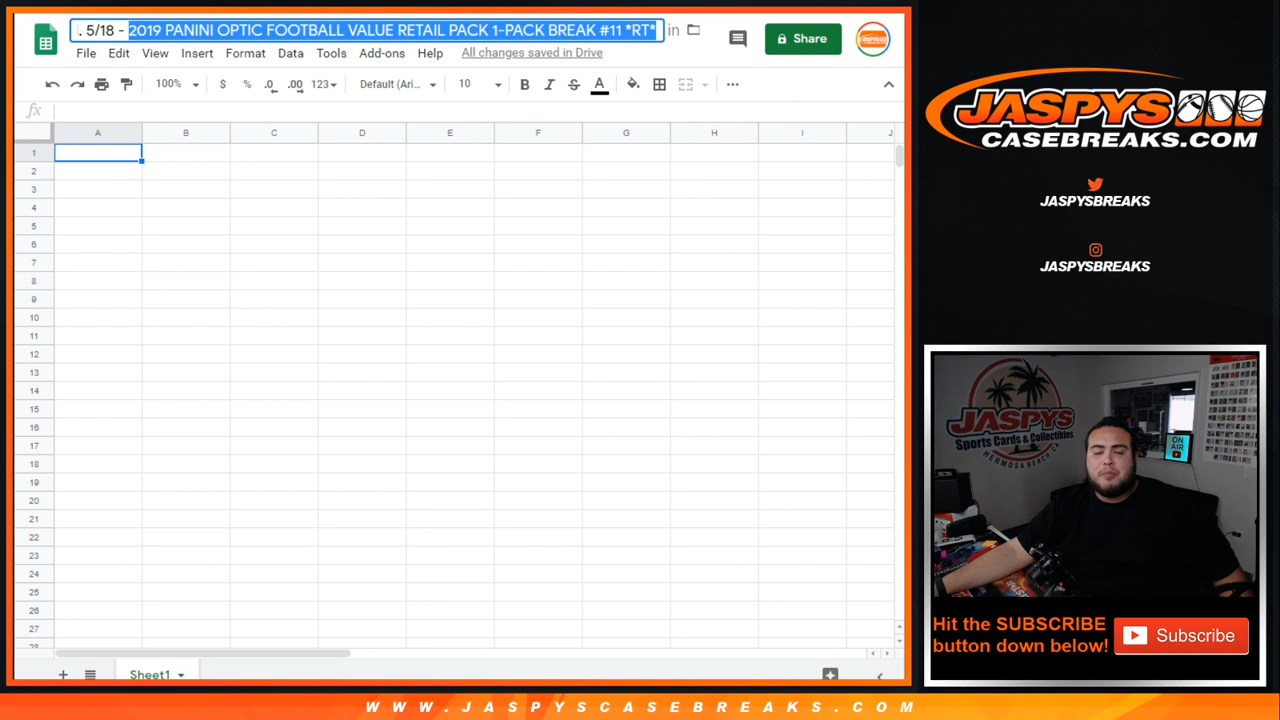 . 5/18 - 2019 PANINI OPTIC FOOTBALL VALUE RETAIL PACK 1-PACK BREAK #11 *RT* in
Share
File Edit View Insert Format Data Tools Add-ons Help All changes saved in Drive
100% $ % .0 .00 123 Default (Ari... 10 B I S A
fx
A B C D E F G H I J
1
2
3
4
5
6
7
8
9
10
11
12
13
14
15
16
17
18
19
20
21
22
23
24
25
26
27
28
Sheet1
JASPYS
CASEBREAKS.COM
JASPYSBREAKS
JASPYSBREAKS
JASPYS
Sports Cards & Collectibles
HERMOSA BEACH, CA
ON
AIR
Hit the SUBSCRIBE
button down below!
Subscribe
WWW.JASPYSCASEBREAKS.COM